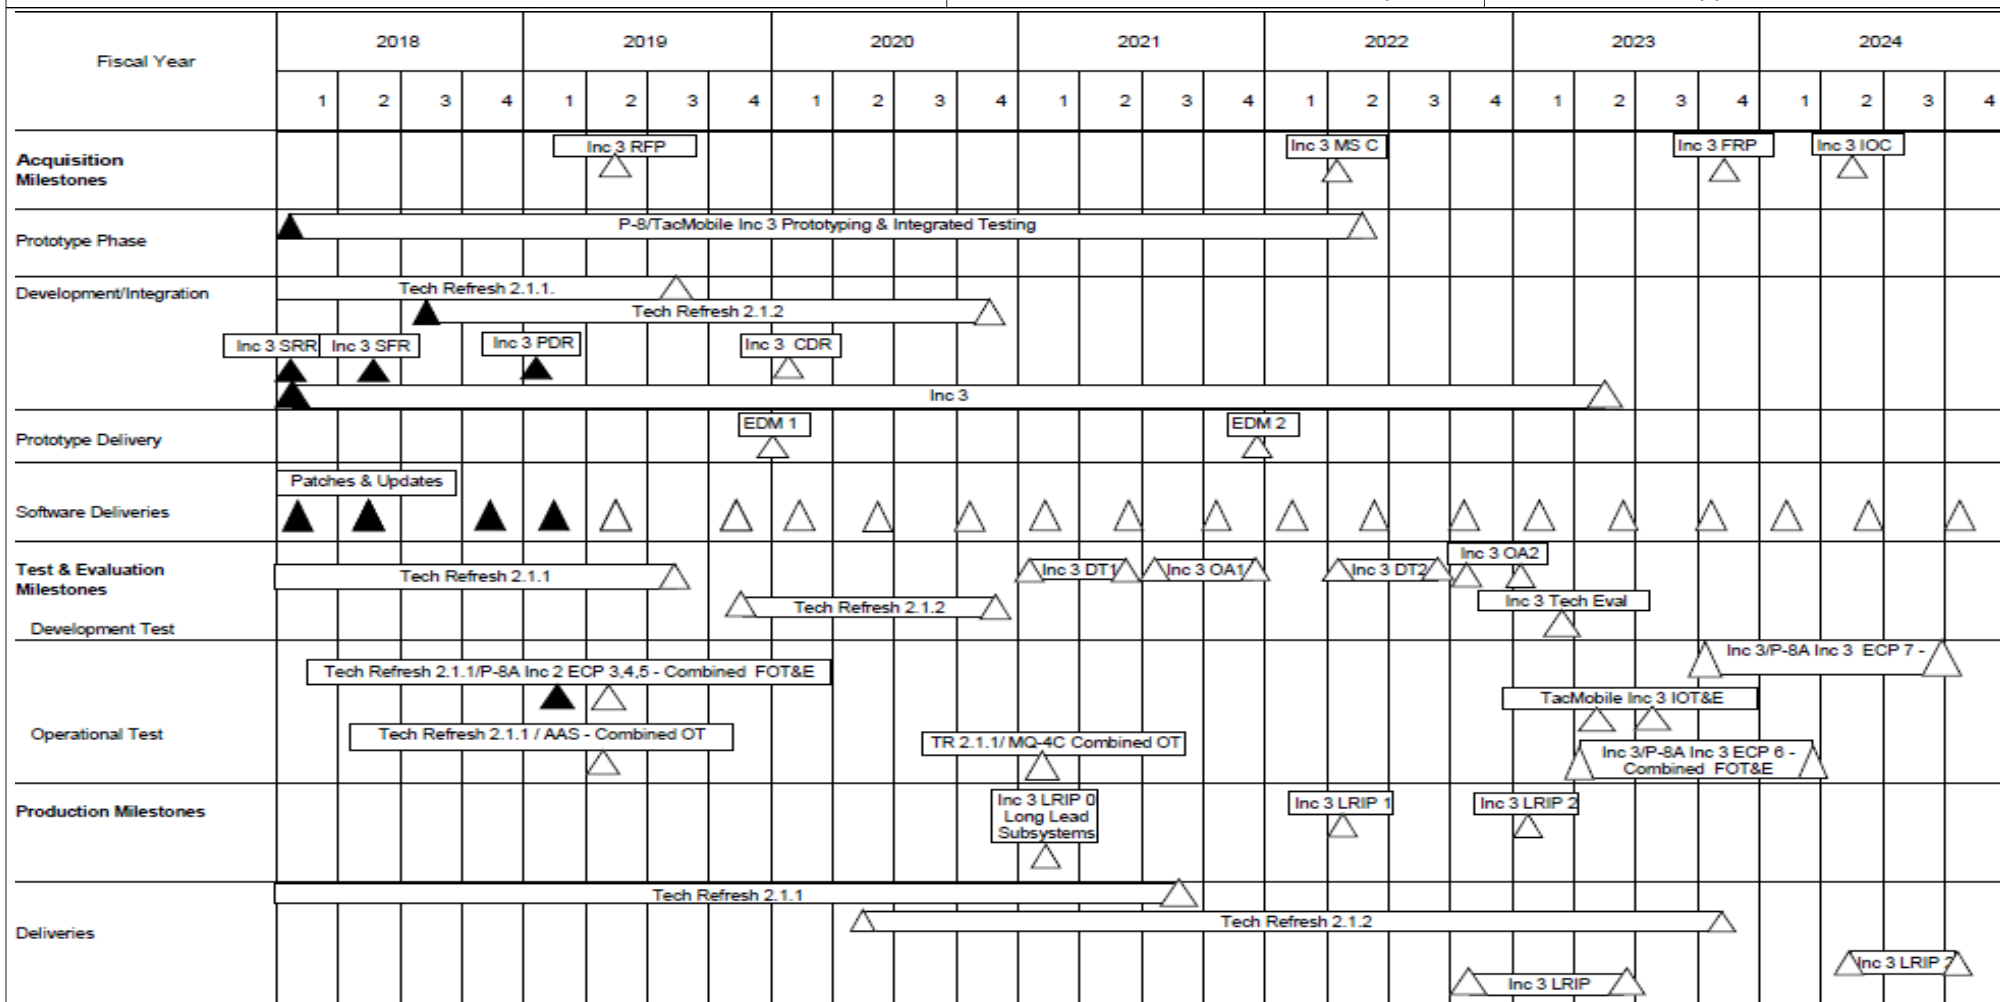 Fiscal Year
2018 2019 2020 2021 2022 2023 2024
1 2 3 4 1 2 3 4 1 2 3 4 1 2 3 4 1 2 3 4 1 2 3 4 1 2 3 4
Acquisition
Milestones
Inc 3 RFP
Inc 3 MS C
Inc 3 FRP
Inc 3 IOC
Prototype Phase
P-8/TacMobile Inc 3 Prototyping & Integrated Testing
Development/Integration
Tech Refresh 2.1.1.
Tech Refresh 2.1.2
Inc 3 SRR
Inc 3 SFR
Inc 3 PDR
Inc 3 CDR
Inc 3
Prototype Delivery
EDM 1
EDM 2
Patches & Updates
Software Deliveries
Test & Evaluation
Milestones
Development Test
Tech Refresh 2.1.1
Tech Refresh 2.1.2
Inc 3 DT1
Inc 3 OA1
Inc 3 DT2
Inc 3 OA2
Inc 3 Tech Eval
Operational Test
Tech Refresh 2.1.1/P-8A Inc 2 ECP 3,4,5 - Combined FOT&E
Tech Refresh 2.1.1 / AAS - Combined OT
TR 2.1.1/ MQ-4C Combined OT
Inc 3/P-8A Inc 3 ECP 7 -
TacMobile Inc 3 IOT&E
Inc 3/P-8A Inc 3 ECP 6 -
Combined FOT&E
Production Milestones
Inc 3 LRIP 0
Long Lead
Subsystems
Inc 3 LRIP 1
Inc 3 LRIP 2
Deliveries
Tech Refresh 2.1.1
Tech Refresh 2.1.2
Inc 3 LRIP
Inc 3 LRIP 2